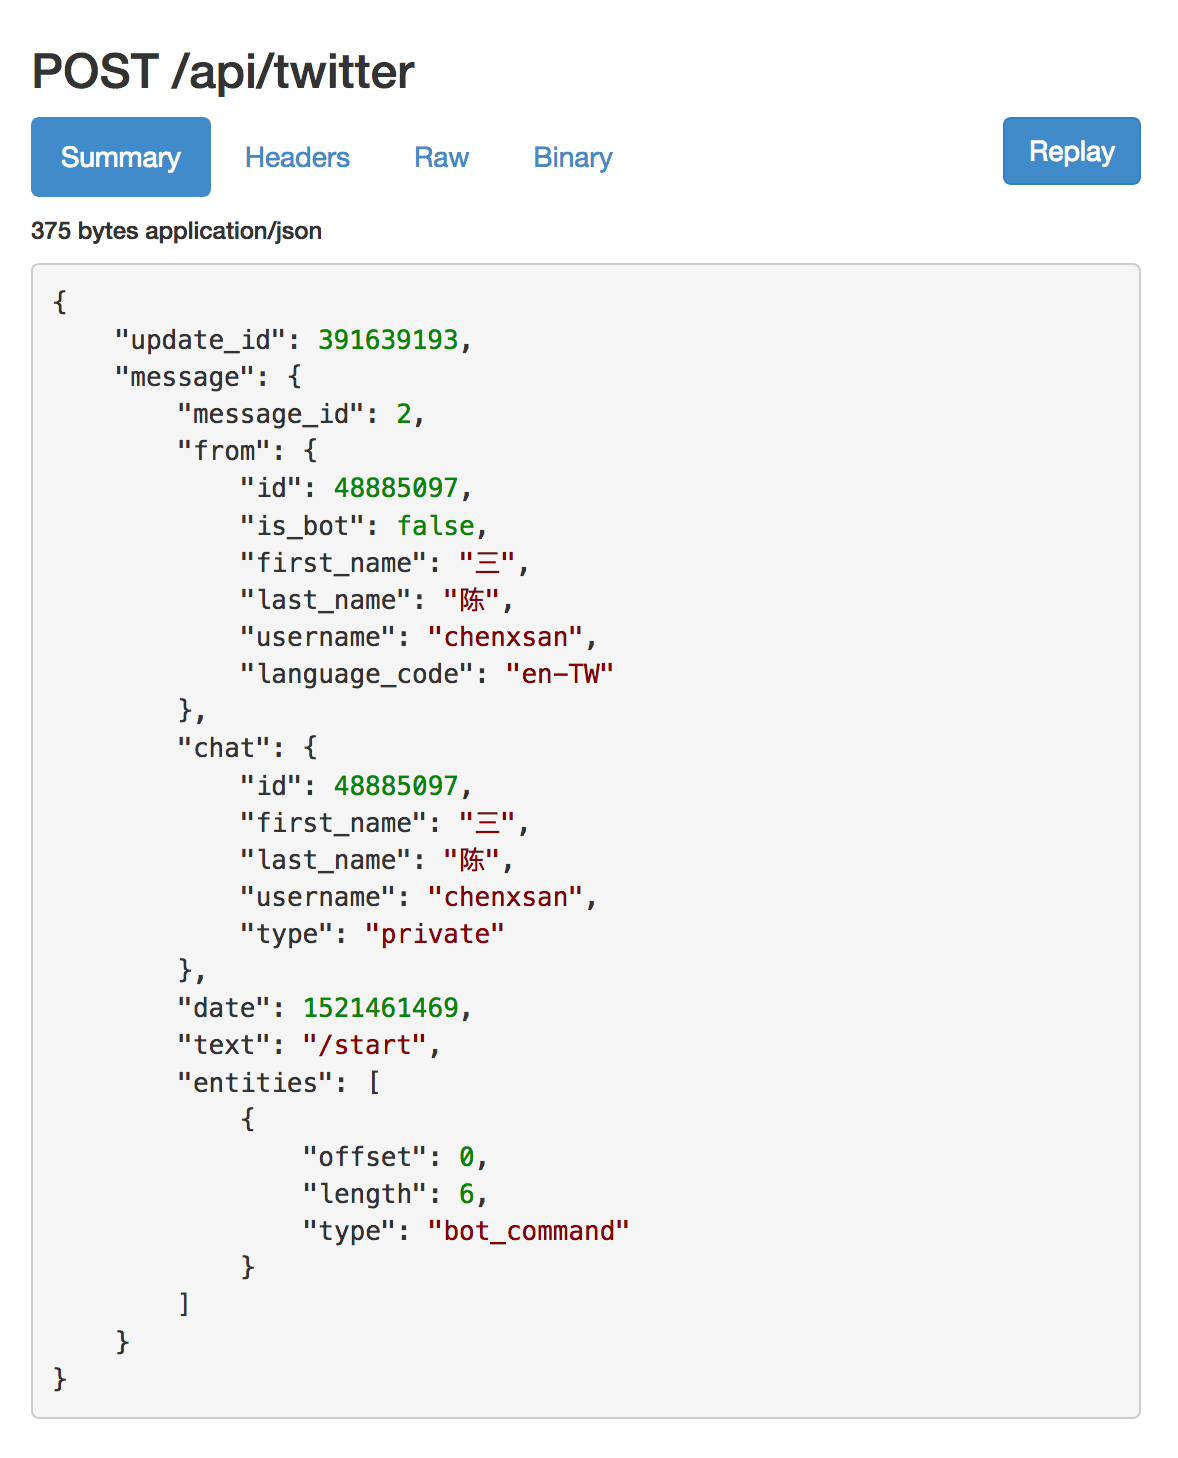 POST /api/twitter
Summary Headers Raw Binary Replay
375 bytes application/json
{
    "update_id": 391639193,
    "message": {
        "message_id": 2,
        "from": {
            "id": 48885097,
            "is_bot": false,
            "first_name": "三",
            "last_name": "陈",
            "username": "chenxsan",
            "language_code": "en-TW"
        },
        "chat": {
            "id": 48885097,
            "first_name": "三",
            "last_name": "陈",
            "username": "chenxsan",
            "type": "private"
        },
        "date": 1521461469,
        "text": "/start",
        "entities": [
            {
                "offset": 0,
                "length": 6,
                "type": "bot_command"
            }
        ]
    }
}